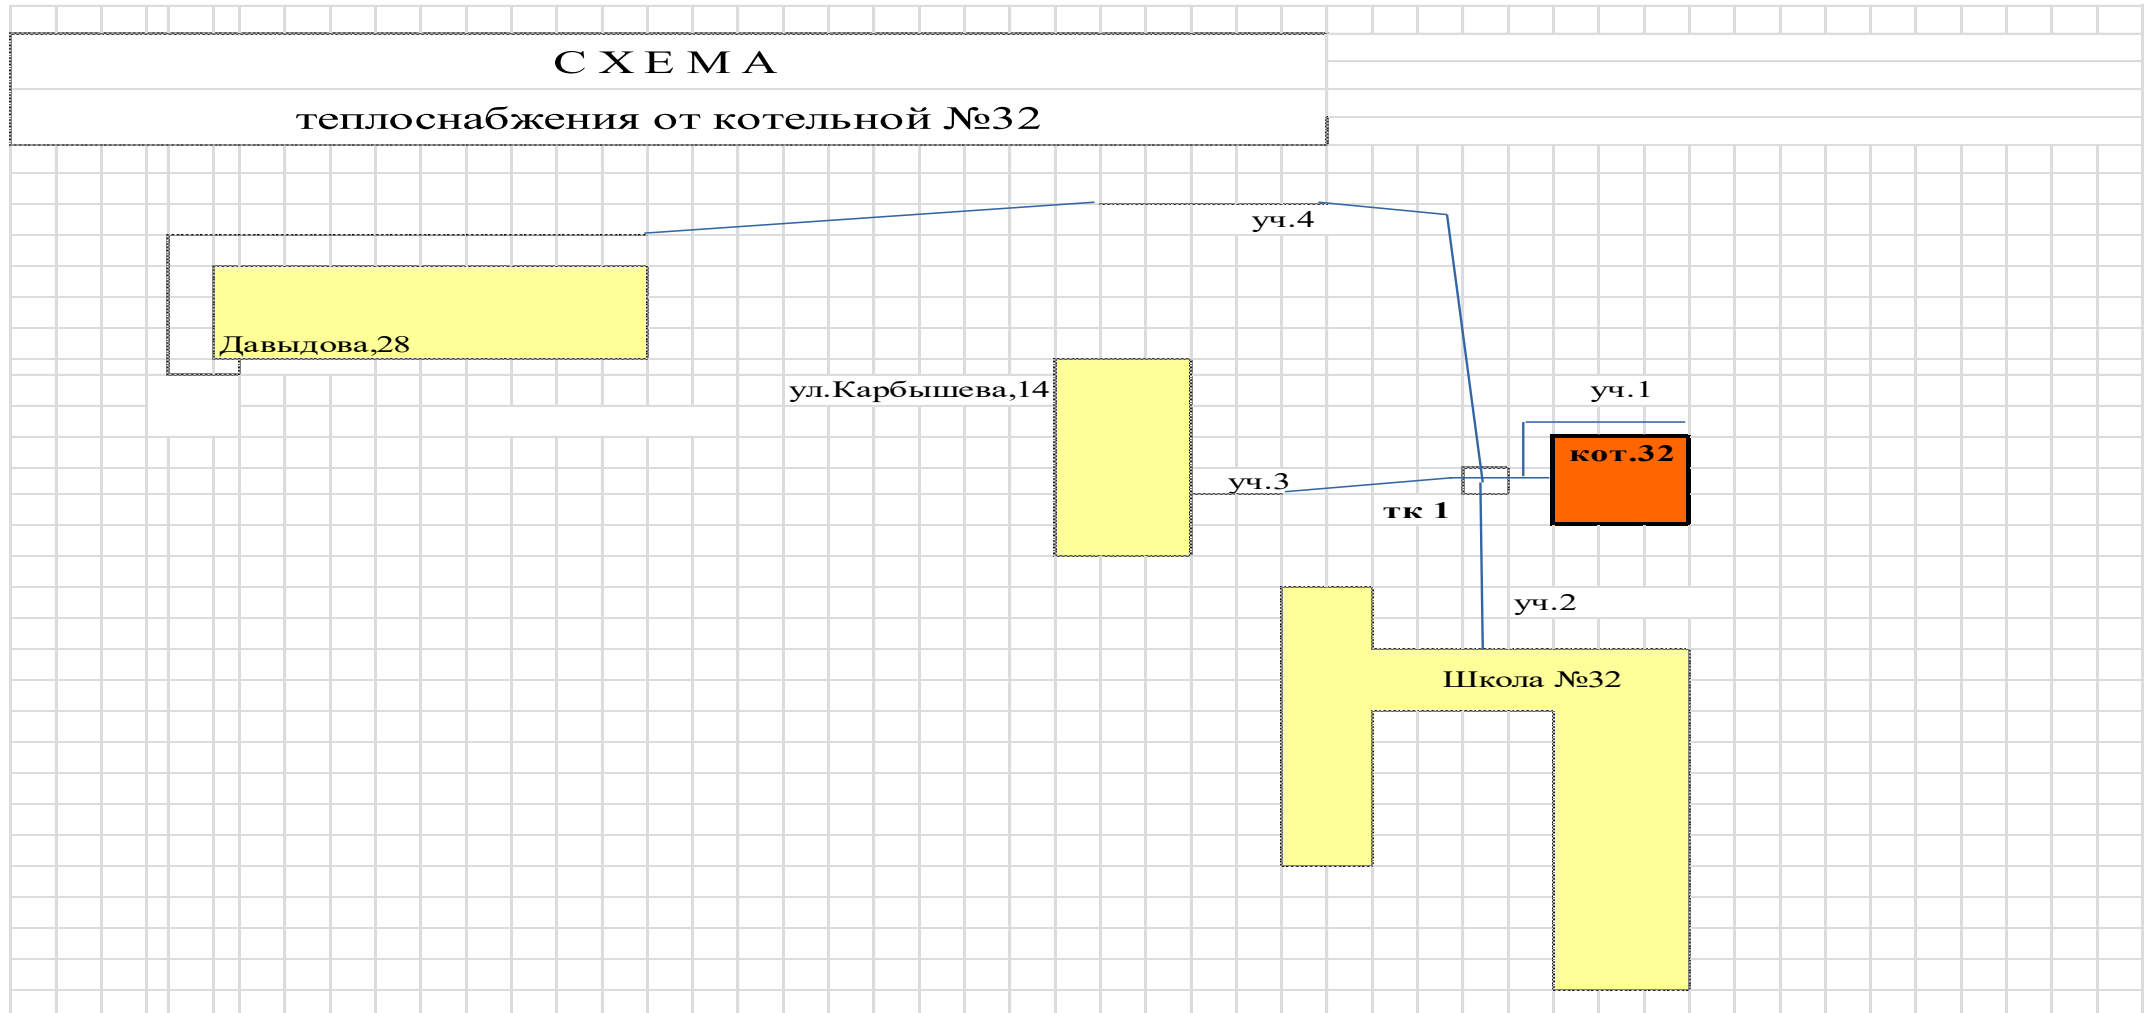 С Х Е М А
теплоснабжения от котельной №32
уч.4
Давыдова,28
ул.Карбышева,14
уч.1
кот.32
уч.3
тк 1
уч.2
Школа №32